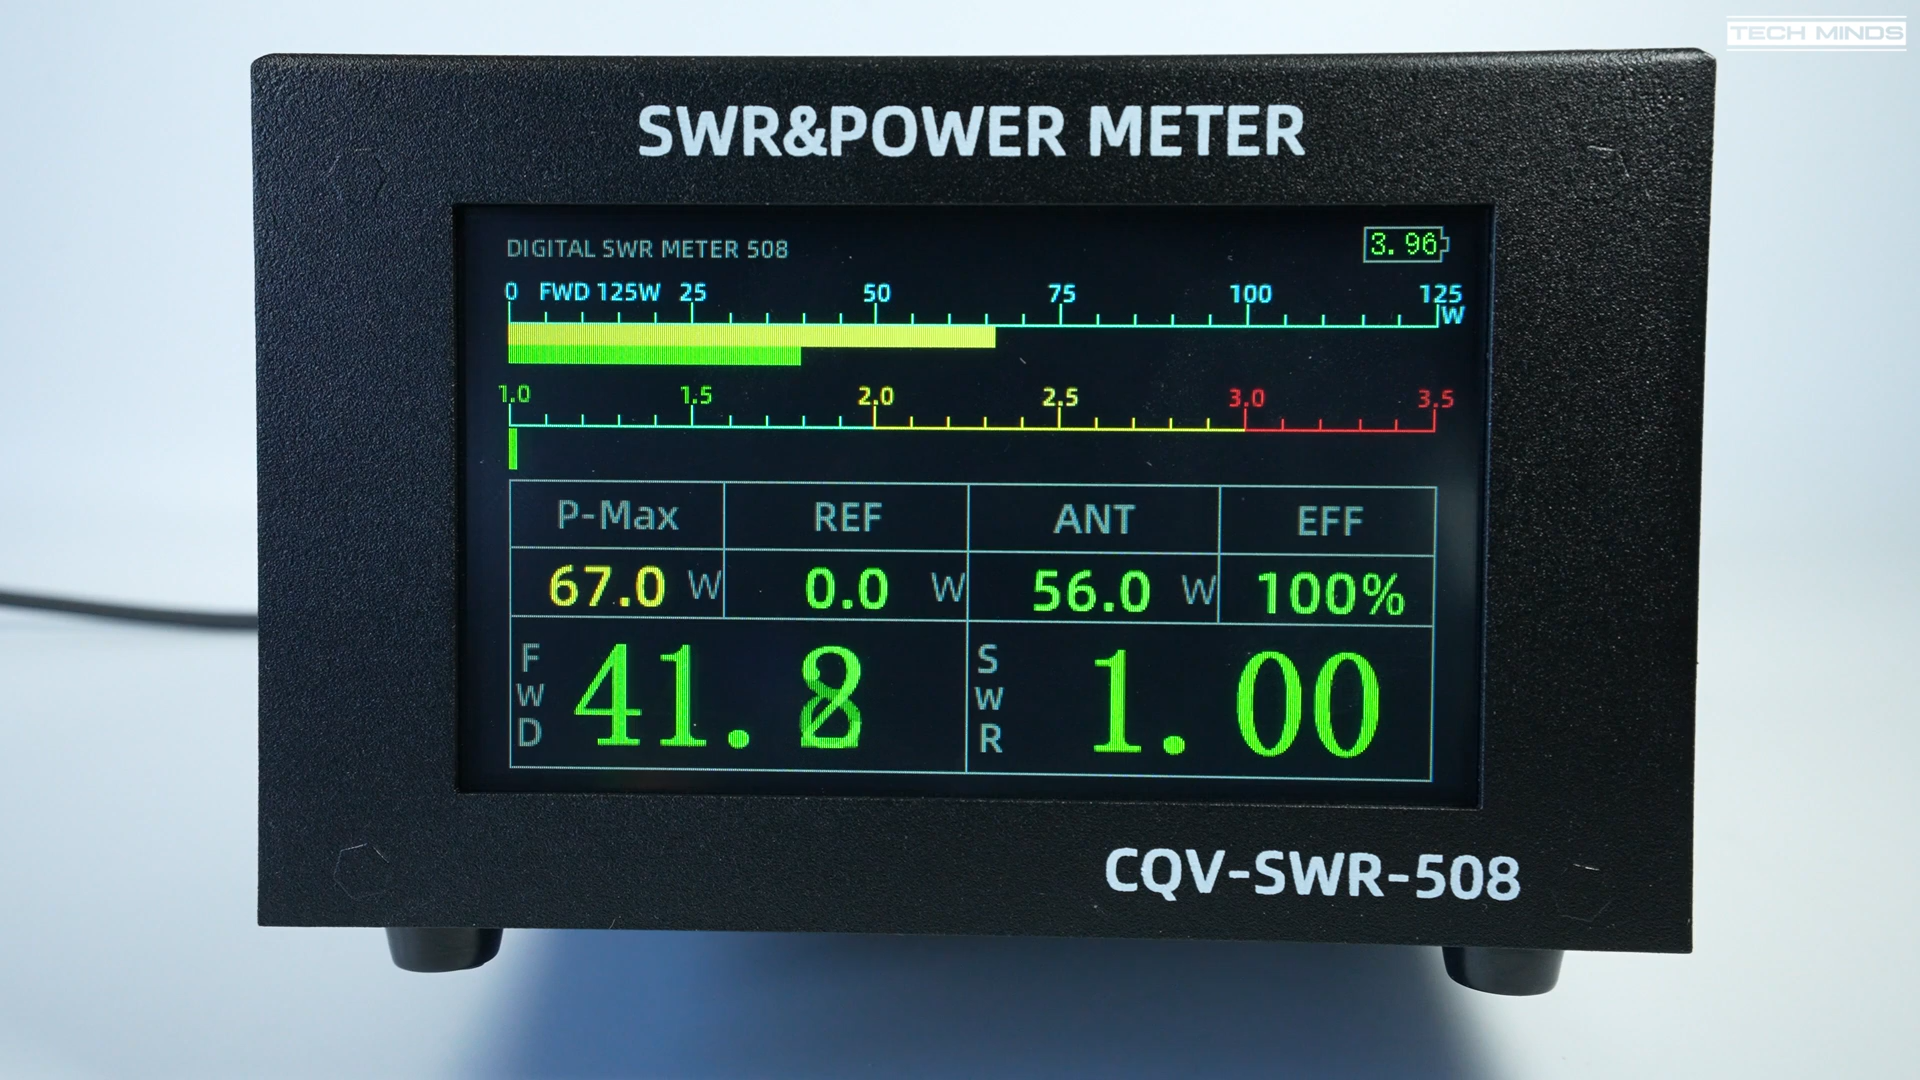 TECH MINDS
SWR&POWER METER
DIGITAL SWR METER 508
3.96
0 FWD 125W 25 50 75 100 125
W
1.0 1.5 2.0 2.5 3.0 3.5
P-Max REF ANT EFF
67.0 W 0.0 W 56.0 W 100%
FWD SWR 1.00
CQV-SWR-508